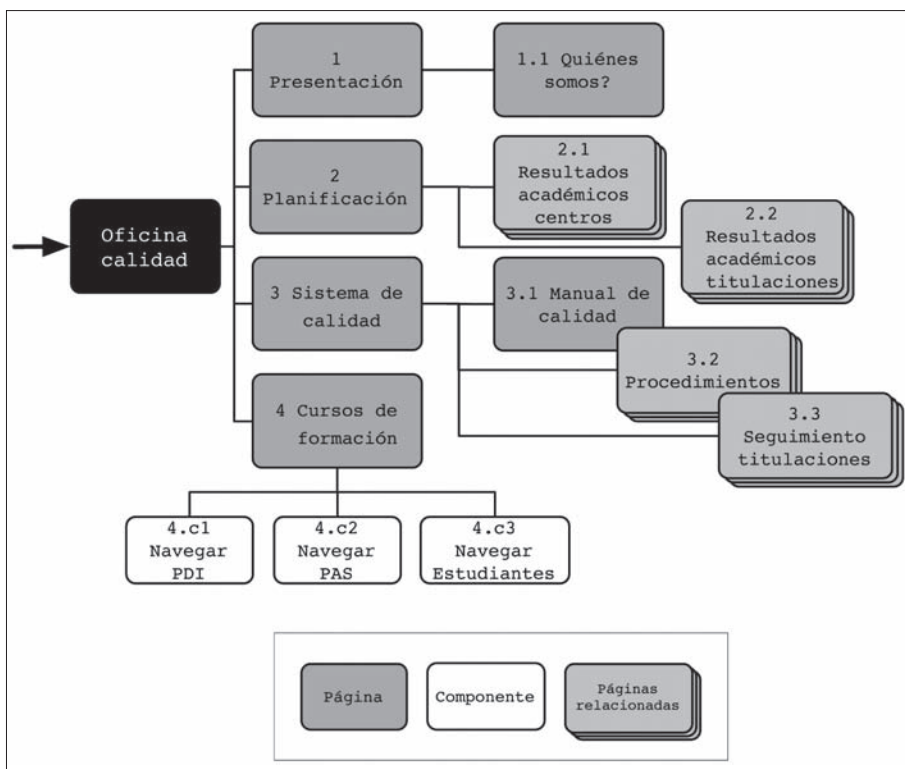 1
Presentación
1.1 Quiénes
somos?
2
Planificación
2.1
Resultados
académicos
centros
2.2
Resultados
académicos
titulaciones
Oficina
calidad
3 Sistema de
calidad
3.1 Manual de
calidad
3.2
Procedimientos
3.3
Seguimiento
titulaciones
4 Cursos de
formación
4.c1
Navegar
PDI
4.c2
Navegar
PAS
4.c3
Navegar
Estudiantes
Página
Componente
Páginas
relacionadas